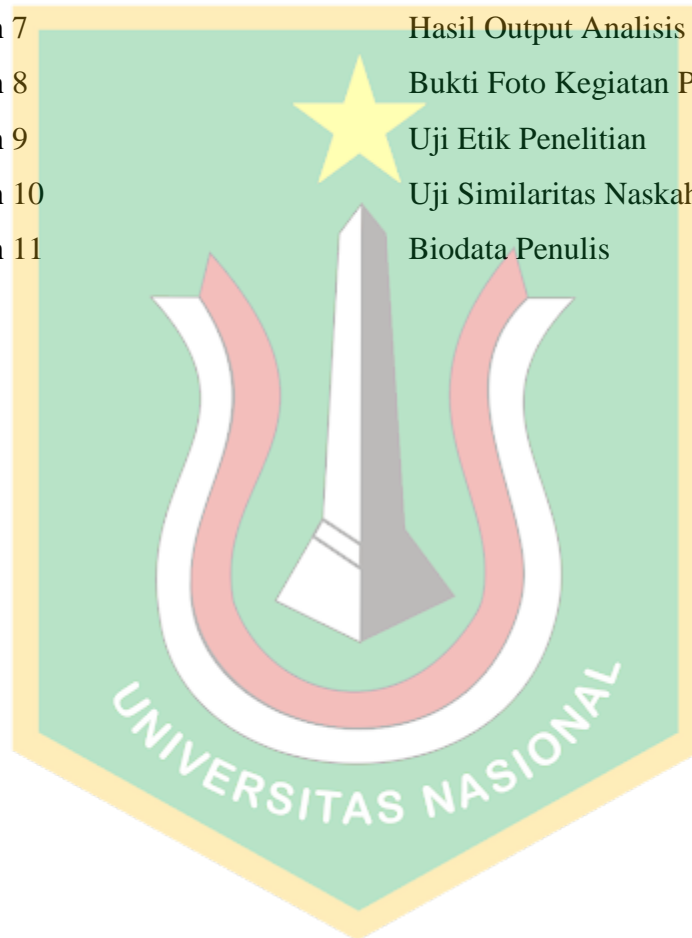 7 Hasil Output Analisis
8 Bukti Foto Kegiatan
9 Uji Etik Penelitian
10 Uji Similaritas
11 Biodata Penulis
UNIVERSITAS NASIONAL